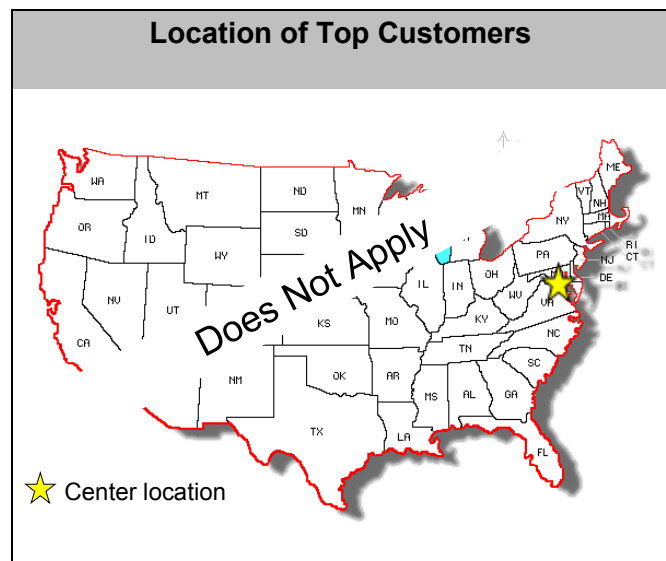 Location of Top Customers
ME
WA
MT
ND
VT
MN
NH
OR
MA
NY
ID
SD
RI
WY
PA
CT
NJ
OH
IL
IN
DE
NV
UT
WV
VA
Does Not Apply
KS
MO
KY
CA
NC
TN
OK
AR
SC
NM
MS
AL
GA
TX
LA
FL
Center location